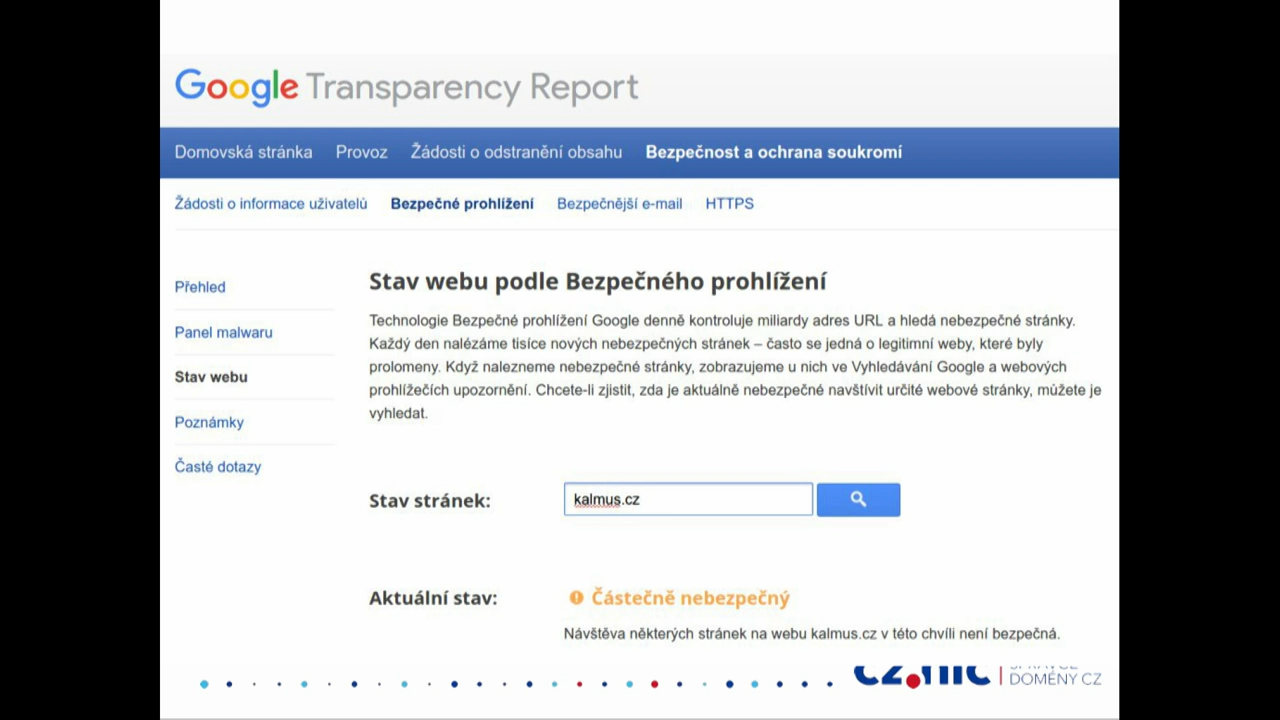 Google Transparency Report
Domovská stránka Provoz Žádosti o odstranění obsahu Bezpečnost a ochrana soukromí
Žádosti o informace uživatelů Bezpečné prohlížení Bezpečnější e-mail HTTPS
Přehled
Panel malwaru
Stav webu
Poznámky
Časté dotazy
Stav webu podle Bezpečného prohlížení
Technologie Bezpečné prohlížení Google denně kontroluje miliardy adres URL a hledá nebezpečné stránky.
Každý den nalézáme tisíce nových nebezpečných stránek – často se jedná o legitimní weby, které byly
prolomeny. Když nalezneme nebezpečné stránky, zobrazujeme u nich ve Vyhledávání Google a webových
prohlížečích upozornění. Chcete-li zjistit, zda je aktuálně nebezpečné navštívit určité webové stránky, můžete je
vyhledat.
Stav stránek: kalmus.cz
Aktuální stav: Částečně nebezpečný
Návštěva některých stránek na webu kalmus.cz v této chvíli není bezpečná.
cz.nic
DOMÉNY CZ